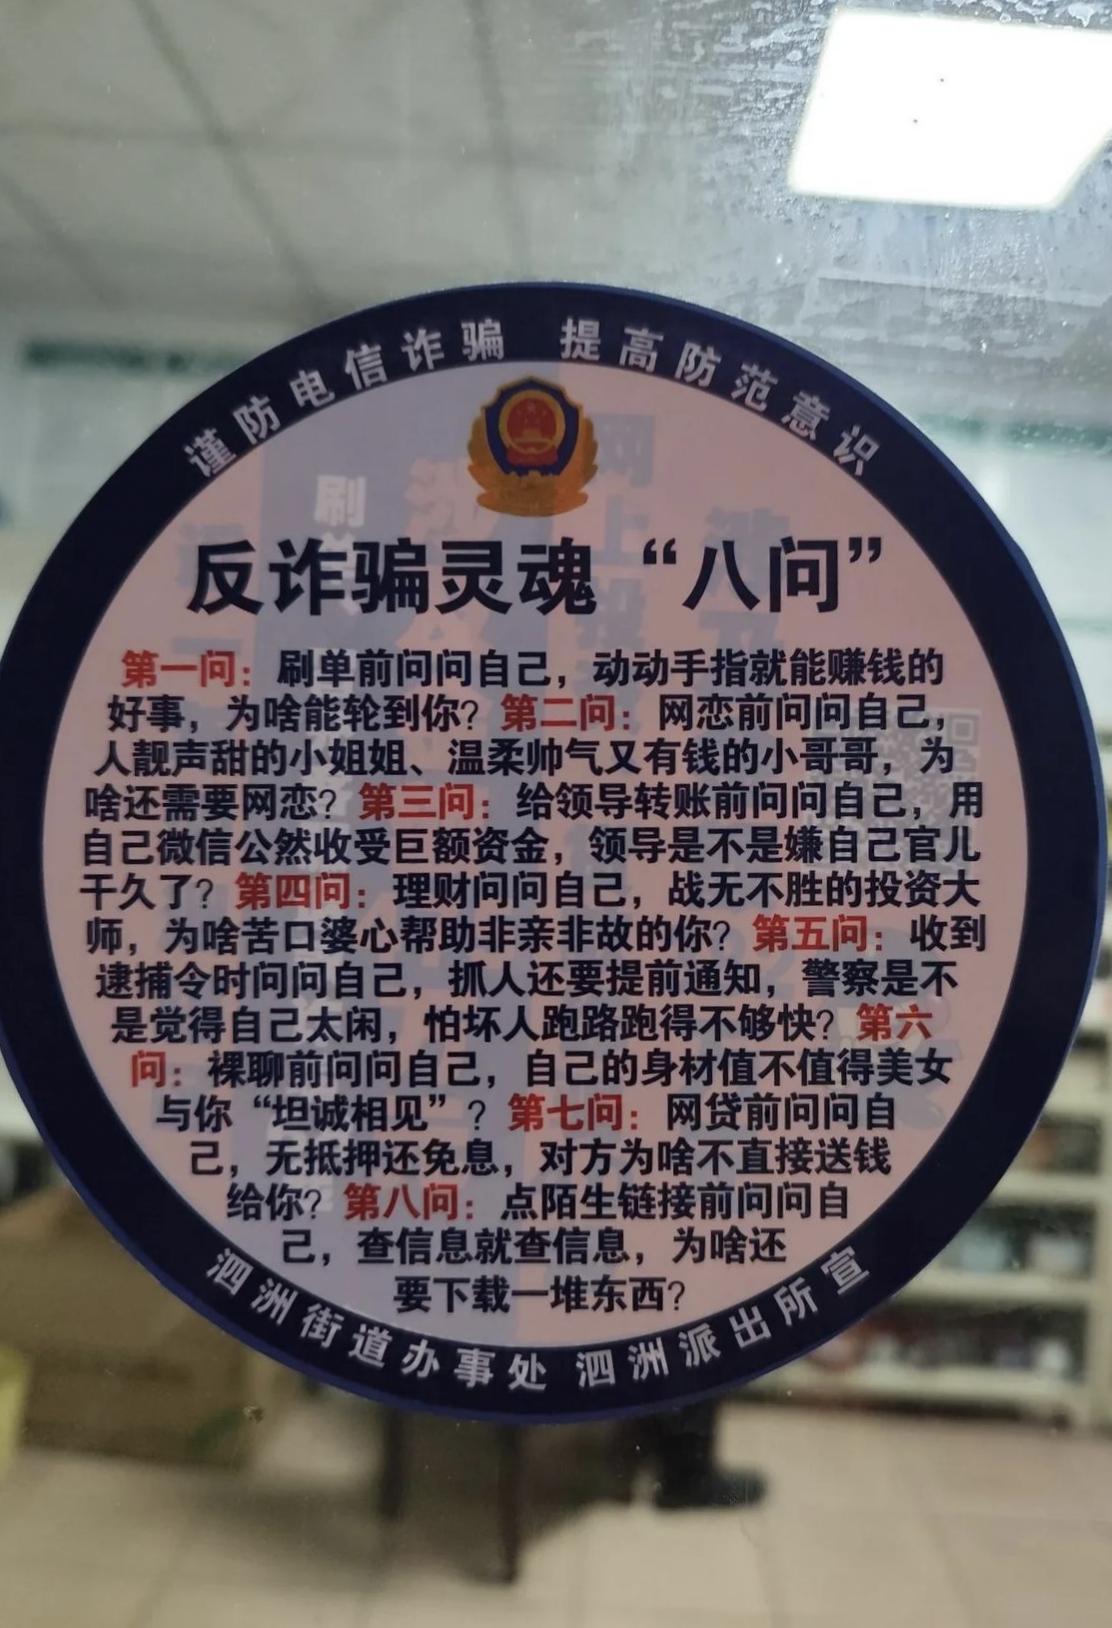 谨防电信诈骗 提高防范意识
反诈骗灵魂“八问”
第一问：刷单前问问自己，动动手指就能赚钱的
好事，为啥能轮到你？第二问：网恋前问问自己，
人靓声甜的小姐姐、温柔帅气又有钱的小哥哥，为
啥还需要网恋？第三问：给领导转账前问问自己，用
自己微信公然收受巨额资金，领导是不是嫌自己官儿
干久了？第四问：理财问问自己，战无不胜的投资大
师，为啥苦口婆心帮助非亲非故的你？第五问：收到
逮捕令时问问自己，抓人还要提前通知，警察是不
是觉得自己太闲，怕坏人跑路跑得不够快？第六
问：裸聊前问问自己，自己的身材值不值得美女
与你“坦诚相见”？第七问：网贷前问问自
己，无抵押还免息，对方为啥不直接送钱
给你？第八问：点陌生链接前问问自
己，查信息就查信息，为啥还
要下载一堆东西？
泗洲街道办事处 泗洲派出所宣